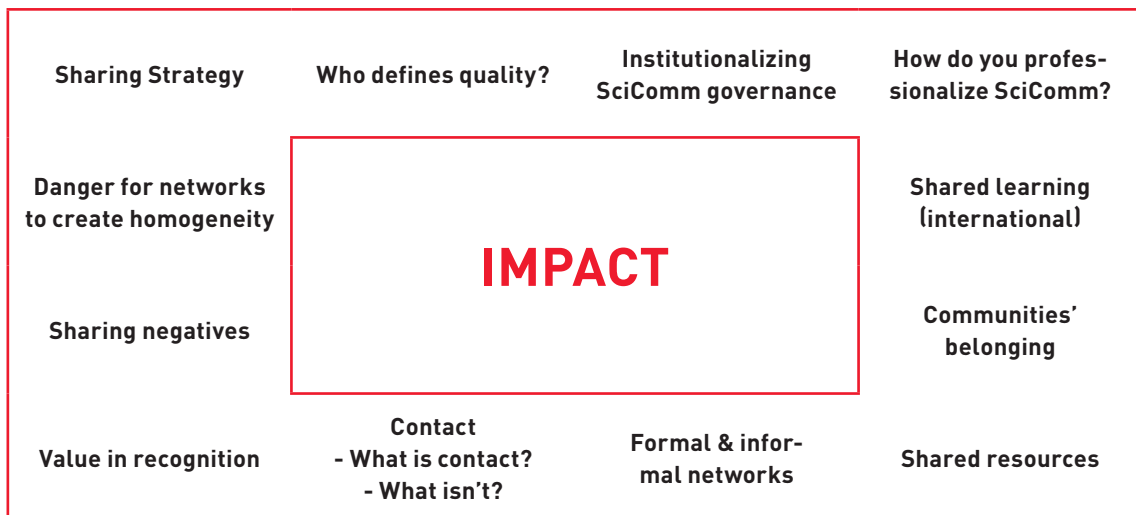 Sharing Strategy
Who defines quality?
Institutionalizing
SciComm governance
How do you profes-
sionalize SciComm?
Danger for networks
to create homogeneity
IMPACT
Shared learning
(international)
Sharing negatives
Communities’
belonging
Value in recognition
Contact
- What is contact?
- What isn’t?
Formal & infor-
mal networks
Shared resources